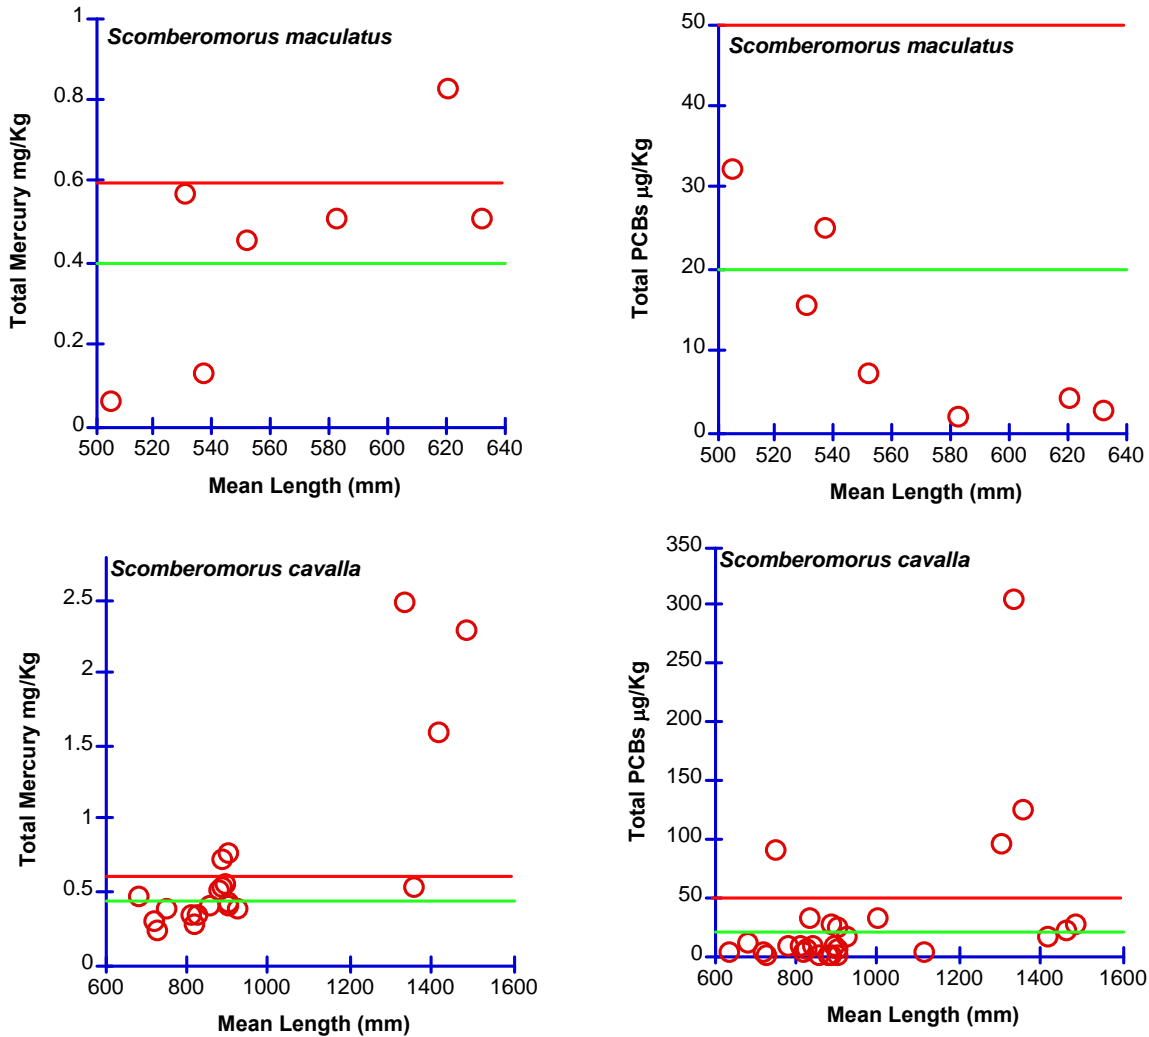 Scomberomorus maculatus
Total Mercury mg/Kg
1
0.8
0.6
0.4
0.2
0
500 520 540 560 580 600 620 640
Mean Length (mm)
Scomberomorus maculatus
Total PCBs µg/Kg
50
40
30
20
10
0
500 520 540 560 580 600 620 640
Mean Length (mm)
Scomberomorus cavalla
Total Mercury mg/Kg
2.5
2
1.5
1
0.5
0
600 800 1000 1200 1400 1600
Mean Length (mm)
Scomberomorus cavalla
Total PCBs µg/Kg
350
300
250
200
150
100
50
0
600 800 1000 1200 1400 1600
Mean Length (mm)